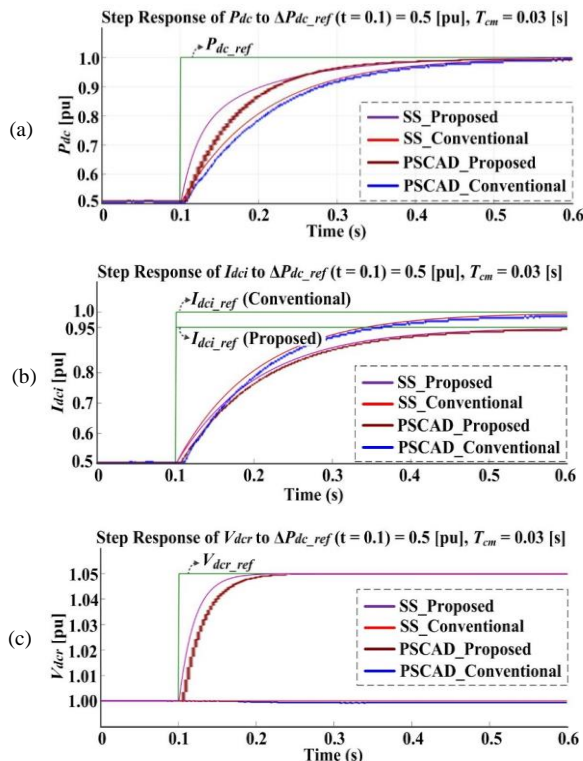 Step Response of Pdc to ΔPdc_ref (t = 0.1) = 0.5 [pu], Tcm = 0.03 [s]
1.0
Pdc_ref
0.9
(a)
Pdc [pu]
0.8
SS_Proposed
SS_Conventional
0.7
PSCAD_Proposed
0.6
PSCAD_Conventional
0.5
0 0.1 0.2 0.3 0.4 0.5 0.6
Time (s)
Step Response of Idci to ΔPdc_ref (t = 0.1) = 0.5 [pu], Tcm = 0.03 [s]
1.0
Idci_ref (Conventional)
0.95
Idci_ref (Proposed)
0.9
(b)
Idci [pu]
0.8
SS_Proposed
0.7
SS_Conventional
PSCAD_Proposed
0.6
PSCAD_Conventional
0.5
0 0.1 0.2 0.3 0.4 0.5 0.6
Time (s)
Step Response of Vdcr to ΔPdc_ref (t = 0.1) = 0.5 [pu], Tcm = 0.03 [s]
Vdcr_ref
1.05
1.04
SS_Proposed
1.03
SS_Conventional
(c)
Vdcr [pu]
1.02
PSCAD_Proposed
PSCAD_Conventional
1.01
1.00
0 0.1 0.2 0.3 0.4 0.5 0.6
Time (s)